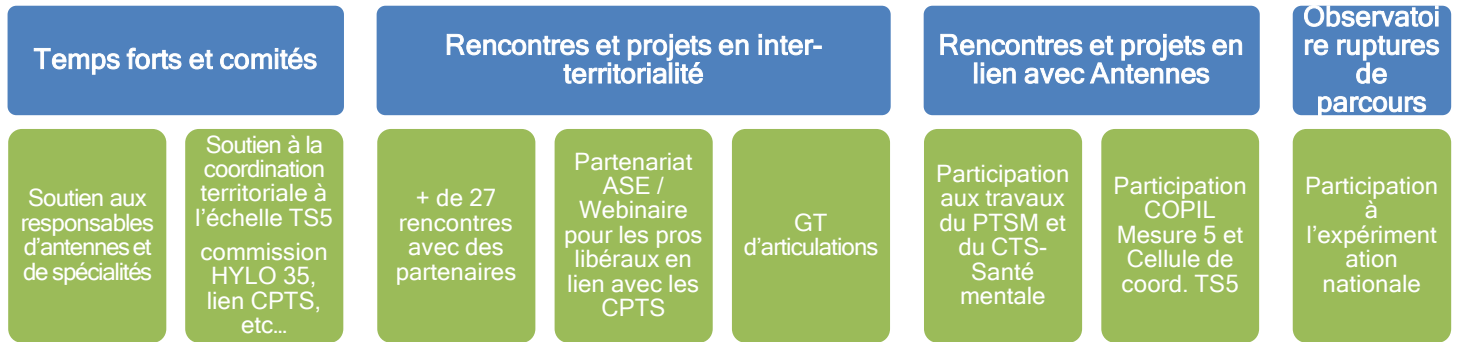 Temps forts et comités
Rencontres et projets en inter-
territorialité
Rencontres et projets en
lien avec Antennes
Observatoi
re ruptures
de
parcours
Soutien aux
responsables
d'antennes et
de spécialités
Soutien à la
coordination
territoriale à
l'échelle TS5
commission
HYLO 35,
lien CPTS,
etc…
+ de 27
rencontres
avec des
partenaires
Partenariat
ASE /
Webinaire
pour les pros
libéraux en
lien avec les
CPTS
GT
d'articulations
Participation
aux travaux
du PTSM et
du CTS-
Santé
mentale
Participation
COPIL
Mesure 5 et
Cellule de
coord. TS5
Participation
à
l'expériment
ation
nationale